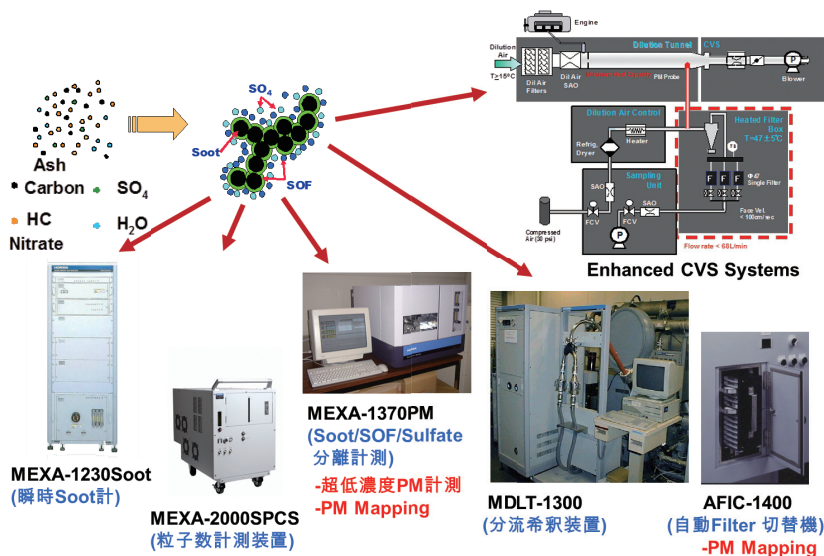 Ash
Carbon
SO4
HC
H2O
Nitrate
SO4
Soot
SOF
Engine
Dilution Air
T>15°C
Dil Air Filters
Dil Air SAO
Dilution Tunnel
CVS
PM Probe
P
Blower
Dilution Air Control
Refrig. Dryer
Heater
Heated Filter
Box
T=47±5℃
F F F
Φ47
Single Filter
Face Vel.
< 100cm/sec
Sampling Unit
SAO
FCV
FCV
SAO
P
Compressed
Air (30 psi)
Flow rate < 68L/min
Enhanced CVS Systems
MEXA-1230Soot
(瞬時Soot計)
MEXA-2000SPCS
(粒子数計測装置)
MEXA-1370PM
(Soot/SOF/Sulfate
分離計測)
-超低濃度PM計測
-PM Mapping
MDLT-1300
(分流希釈装置)
AFIC-1400
(自動Filter 切替機)
-PM Mapping